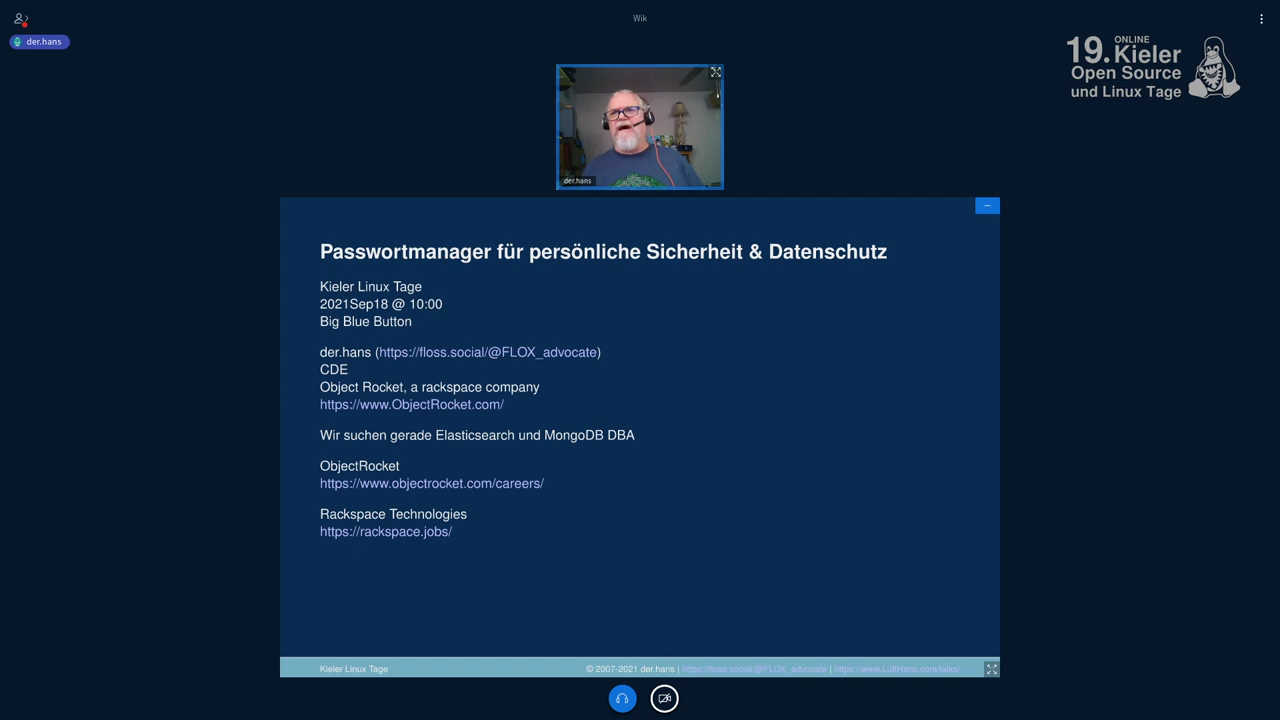 Wik
der.hans
19. ONLINE Kieler
Open Source
und Linux Tage
der.hans
Passwortmanager für persönliche Sicherheit & Datenschutz
Kieler Linux Tage
2021Sep18 @ 10:00
Big Blue Button
der.hans (https://floss.social/@FLOX_advocate)
CDE
Object Rocket, a rackspace company
https://www.ObjectRocket.com/
Wir suchen gerade Elasticsearch und MongoDB DBA
ObjectRocket
https://www.objectrocket.com/careers/
Rackspace Technologies
https://rackspace.jobs/
Kieler Linux Tage
© 2007-2021 der.hans | https://floss.social/@FLOX_advocate | https://www.LuftHans.com/talks/